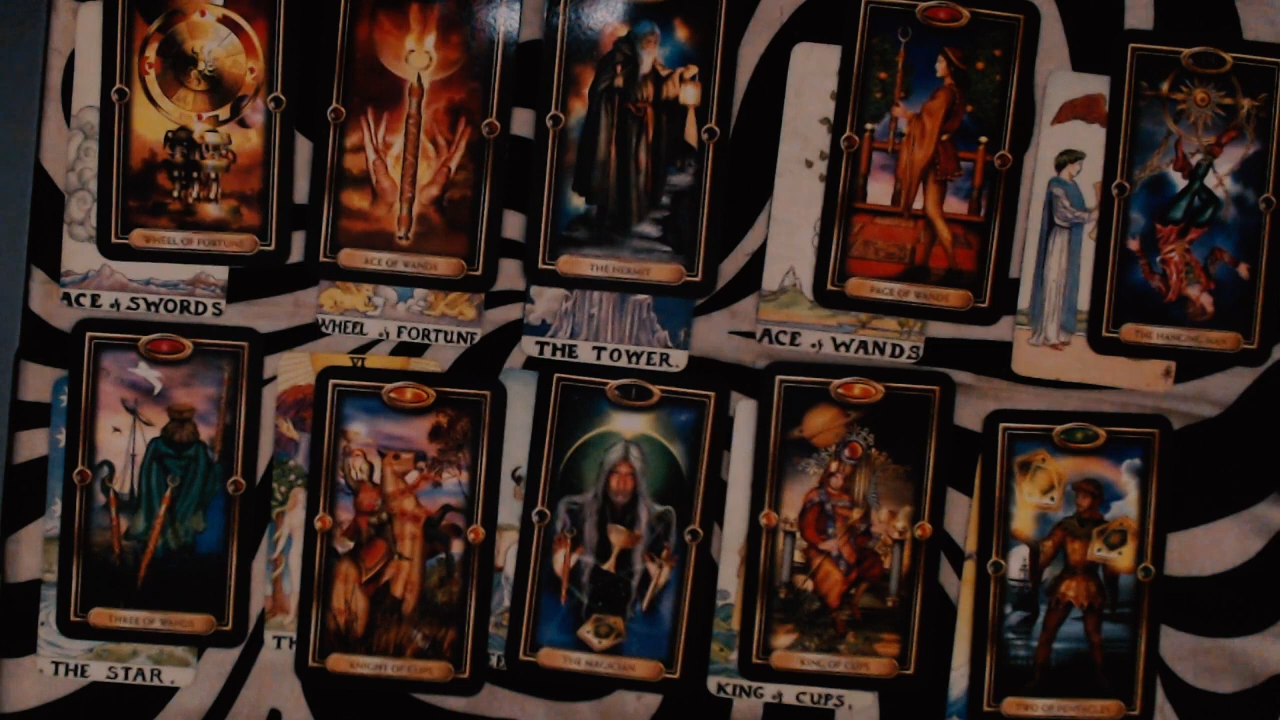 WHEEL OF FORTUNE
ACE OF WANDS
THE HERMIT
PAGE OF WANDS
THE HANGING MAN
ACE of SWORDS
WHEEL of FORTUNE
THE TOWER.
ACE of WANDS
VI
I
THREE OF WANDS
KNIGHT OF CUPS
THE MAGICIAN
KING OF CUPS
TWO OF PENTACLES
THE STAR.
TH
KING of CUPS.